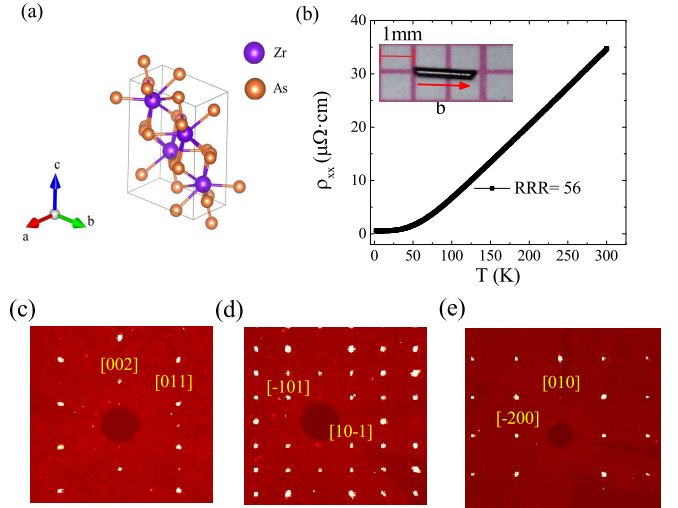 (a)
Zr
As
c
a
b
(b)
1mm
b
40
30
20
10
0
ρxx (μΩ·cm)
RRR= 56
0 50 100 150 200 250 300
T (K)
(c)
[002]
[011]
(d)
[-101]
[10-1]
(e)
[010]
[-200]